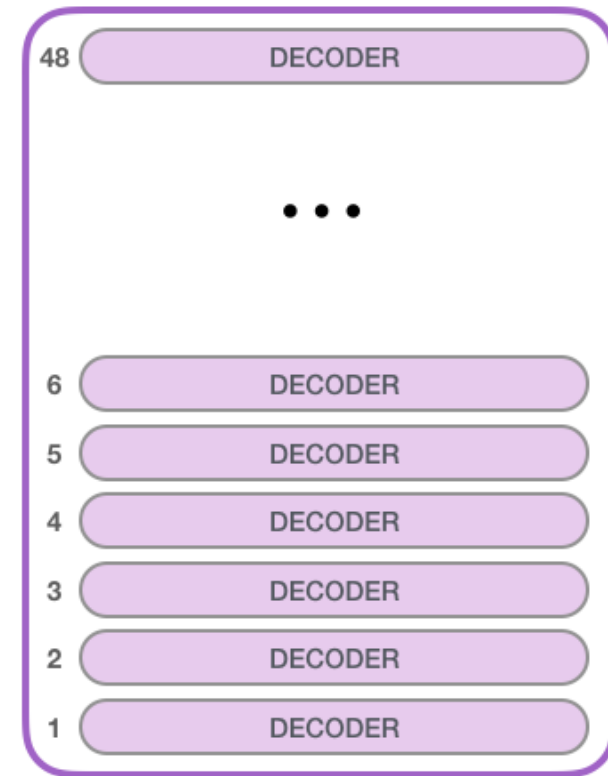 48 DECODER
• • •
6 DECODER
5 DECODER
4 DECODER
3 DECODER
2 DECODER
1 DECODER